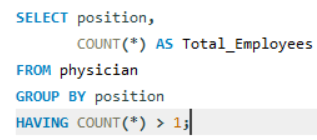 SELECT position,
       COUNT(*) AS Total_Employees
FROM physician
GROUP BY position
HAVING COUNT(*) > 1;